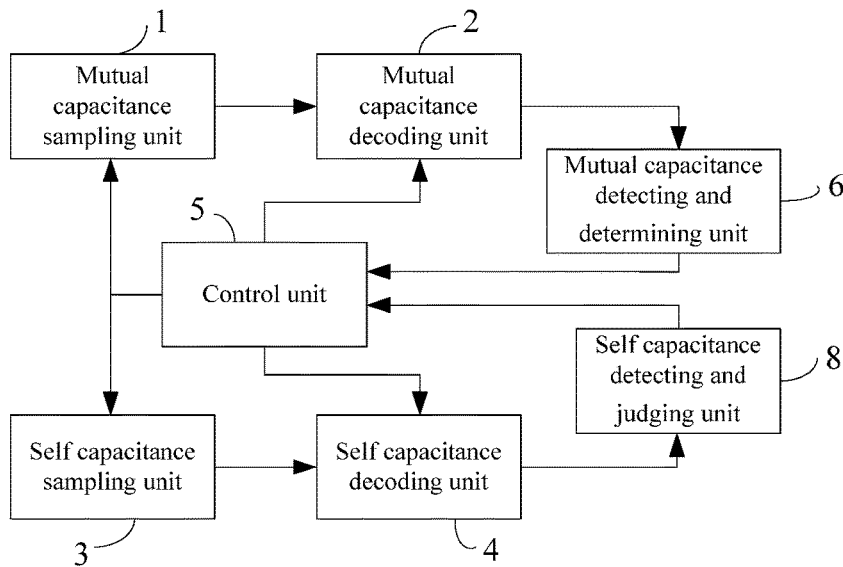 1
2
Mutual
capacitance
sampling unit
Mutual
capacitance
decoding unit
Mutual capacitance
detecting and
determining unit
6
5
Control unit
Self capacitance
detecting and
judging unit
8
Self capacitance
sampling unit
Self capacitance
decoding unit
3
4